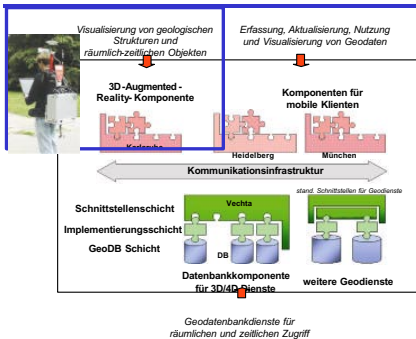 Visualisierung von geologischen
Strukturen und
räumlich-zeitlichen Objekten
Erfassung, Aktualisierung, Nutzung
und Visualisierung von Geodaten
3D-Augmented-
Reality-Komponente
Komponenten für
mobile Klienten
Karlsruhe
Heidelberg
München
Kommunikationsinfrastruktur
stand. Schnittstellen für Geodienste
Vechta
Schnittstellenschicht
Implementierungsschicht
GeoDB Schicht
DB
Datenbankkomponente
für 3D/4D Dienste
weitere Geodienste
Geodatenbankdienste für
räumlichen und zeitlichen Zugriff